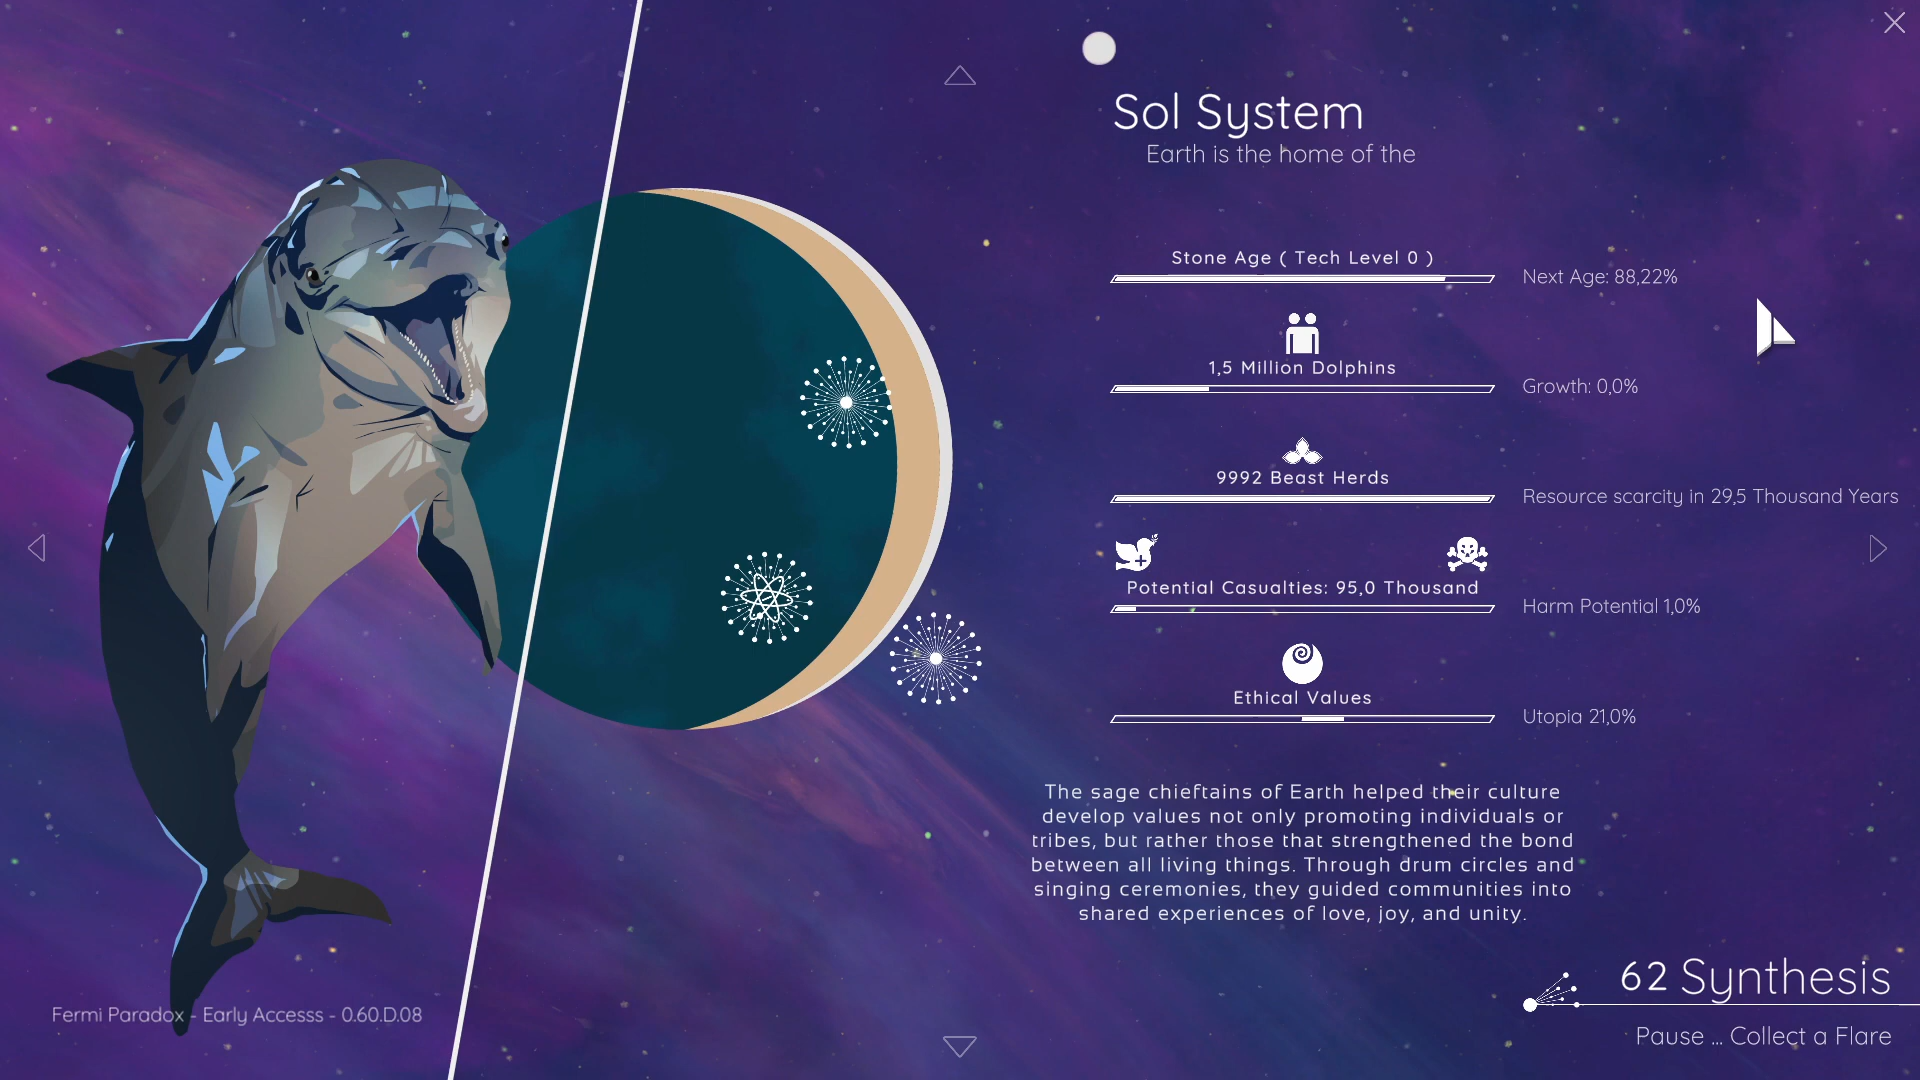 Sol System
Earth is the home of the
Stone Age ( Tech Level 0 )
Next Age: 88,22%
1,5 Million Dolphins
Growth: 0,0%
9992 Beast Herds
Resource scarcity in 29,5 Thousand Years
Potential Casualties: 95,0 Thousand
Harm Potential 1,0%
Ethical Values
Utopia 21,0%
The sage chieftains of Earth helped their culture
develop values not only promoting individuals or
tribes, but rather those that strengthened the bond
between all living things. Through drum circles and
singing ceremonies, they guided communities into
shared experiences of love, joy, and unity.
62 Synthesis
Pause ... Collect a Flare
Fermi Paradox - Early Accesss - 0.60.D.08